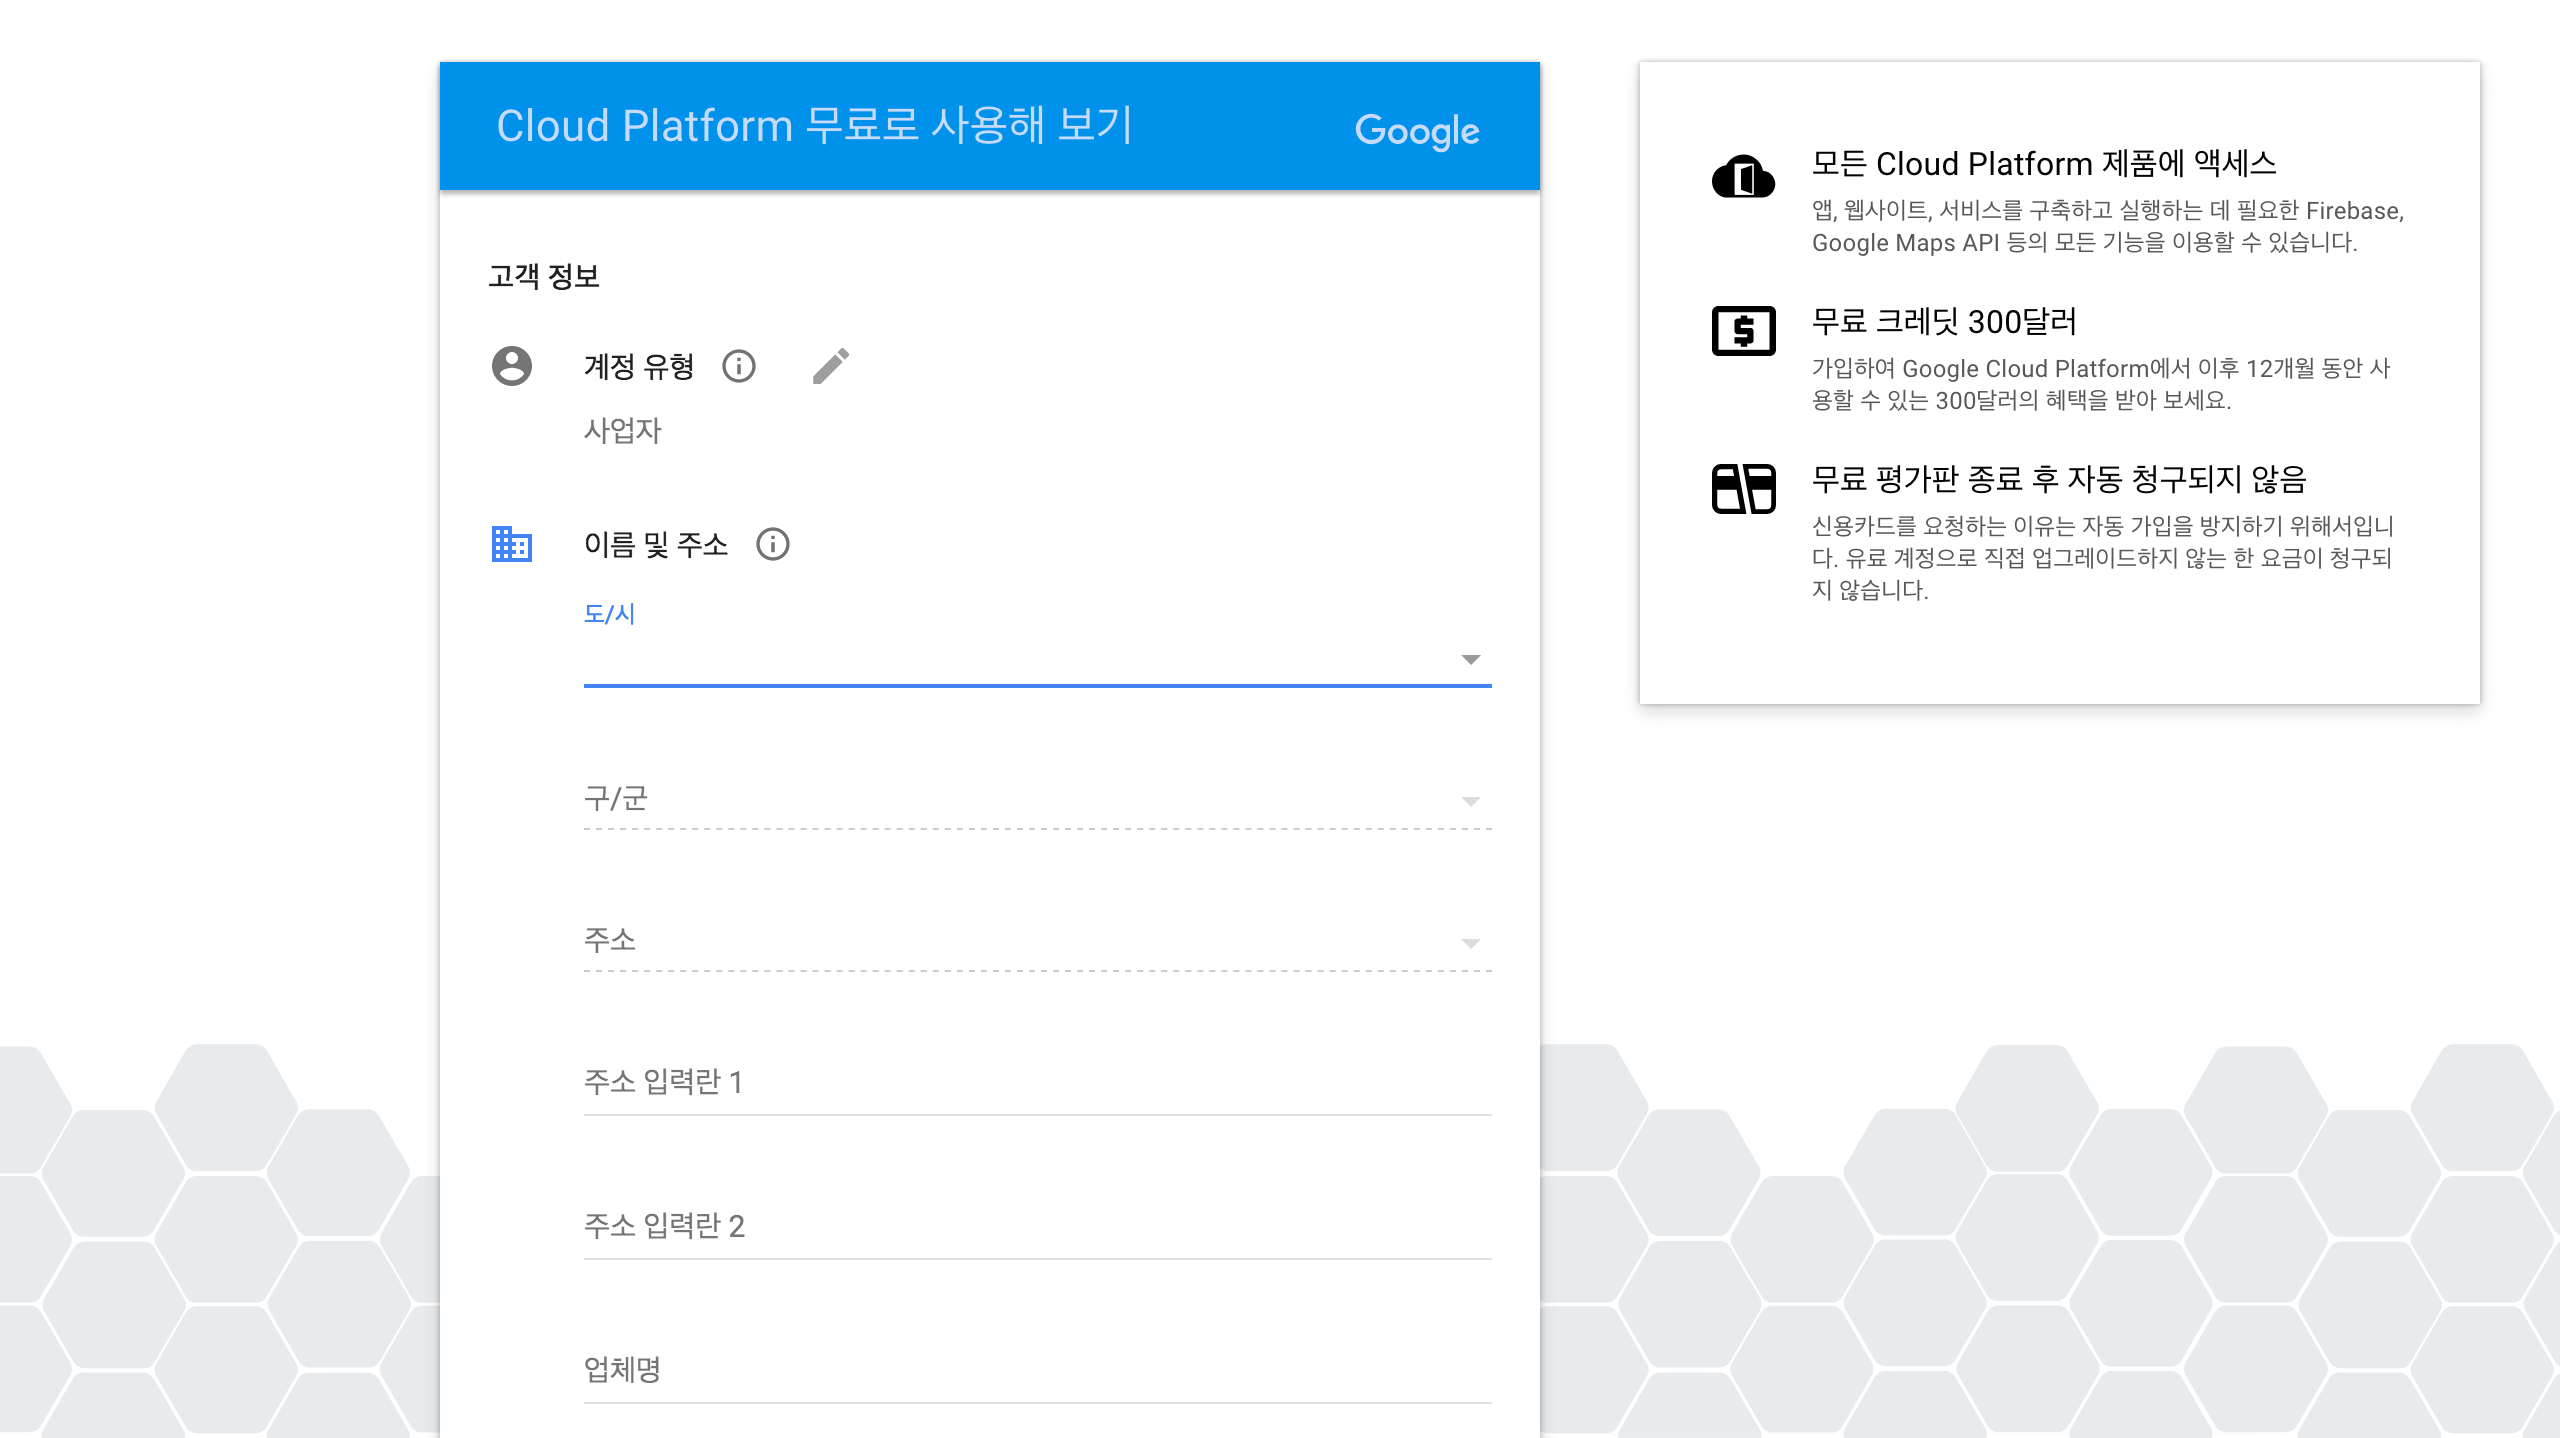 Cloud Platform 무료로 사용해 보기
Google
고객 정보
계정 유형
사업자
이름 및 주소
도/시
구/군
주소
주소 입력란 1
주소 입력란 2
업체명
모든 Cloud Platform 제품에 액세스
앱, 웹사이트, 서비스를 구축하고 실행하는 데 필요한 Firebase,
Google Maps API 등의 모든 기능을 이용할 수 있습니다.
무료 크레딧 300달러
가입하여 Google Cloud Platform에서 이후 12개월 동안 사
용할 수 있는 300달러의 혜택을 받아 보세요.
무료 평가판 종료 후 자동 청구되지 않음
신용카드를 요청하는 이유는 자동 가입을 방지하기 위해서입니
다. 유료 계정으로 직접 업그레이드하지 않는 한 요금이 청구되
지 않습니다.